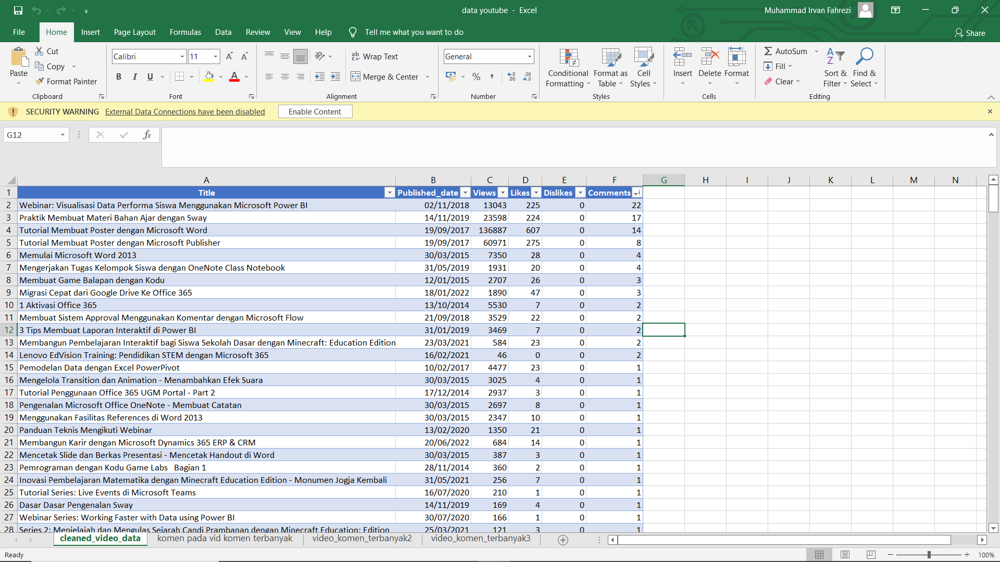 data youtube - Excel
Muhammad Irvan Fahrezi
File Home Insert Page Layout Formulas Data Review View Help Tell me what you want to do Share
Paste
Cut
Copy
Format Painter
Clipboard
Calibri 11
B I U
Font
Wrap Text
Merge & Center
Alignment
General
Number
Conditional Formatting
Format as Table
Cell Styles
Styles
Insert Delete Format
Cells
AutoSum
Fill
Clear
Sort & Filter
Find & Select
Editing
SECURITY WARNING External Data Connections have been disabled Enable Content
G12 fx
A B C D E F G H I J K L M N
1 Title Published_date Views Likes Dislikes Comments
2 Webinar: Visualisasi Data Performa Siswa Menggunakan Microsoft Power BI 02/11/2018 13043 225 0 22
3 Praktik Membuat Materi Bahan Ajar dengan Sway 14/11/2019 23598 224 0 17
4 Tutorial Membuat Poster dengan Microsoft Word 19/09/2017 136887 607 0 14
5 Tutorial Membuat Poster dengan Microsoft Publisher 19/09/2017 60971 275 0 8
6 Memulai Microsoft Word 2013 30/03/2015 7350 28 0 4
7 Mengerjakan Tugas Kelompok Siswa dengan OneNote Class Notebook 31/05/2019 1931 20 0 4
8 Membuat Game Balapan dengan Kodu 12/01/2015 2707 26 0 3
9 Migrasi Cepat dari Google Drive Ke Office 365 18/01/2022 1890 47 0 3
10 1 Aktivasi Office 365 13/10/2014 5530 7 0 2
11 Membuat Sistem Approval Menggunakan Komentar dengan Microsoft Flow 21/09/2018 3529 22 0 2
12 3 Tips Membuat Laporan Interaktif di Power BI 31/01/2019 3469 7 0 2
13 Membangun Pembelajaran Interaktif bagi Siswa Sekolah Dasar dengan Minecraft: Education Edition 23/03/2021 584 23 0 2
14 Lenovo EdVision Training: Pendidikan STEM dengan Microsoft 365 16/02/2021 46 0 0 2
15 Pemodelan Data dengan Excel PowerPivot 10/02/2017 4477 23 0 1
16 Mengelola Transition dan Animation - Menambahkan Efek Suara 30/03/2015 3025 4 0 1
17 Tutorial Penggunaan Office 365 UGM Portal - Part 2 17/12/2014 2937 3 0 1
18 Pengenalan Microsoft Office OneNote - Membuat Catatan 30/03/2015 2697 8 0 1
19 Menggunakan Fasilitas References di Word 2013 30/03/2015 2347 10 0 1
20 Panduan Teknis Mengikuti Webinar 13/02/2020 1350 21 0 1
21 Membangun Karir dengan Microsoft Dynamics 365 ERP & CRM 20/06/2022 684 14 0 1
22 Mencetak Slide dan Berkas Presentasi - Mencetak Handout di Word 30/03/2015 387 3 0 1
23 Pemrograman dengan Kodu Game Labs Bagian 1 28/11/2014 360 2 0 1
24 Inovasi Pembelajaran Matematika dengan Minecraft Education Edition - Monumen Jogja Kembali 31/05/2021 256 7 0 1
25 Tutorial Series: Live Events di Microsoft Teams 16/07/2020 210 1 0 1
26 Dasar Dasar Pengenalan Sway 14/11/2019 169 4 0 1
27 Webinar Series: Working Faster with Data using Power BI 30/07/2020 166 1 0 1
28 Series 2: Menjelajah dan Mengulas Sejarah Candi Prambanan dengan Minecraft Education: Edition 25/03/2021 121 3 0 1
cleaned_video_data komen pada vid komen terbanyak video_komen_terbanyak2 video_komen_terbanyak3
Ready 100%